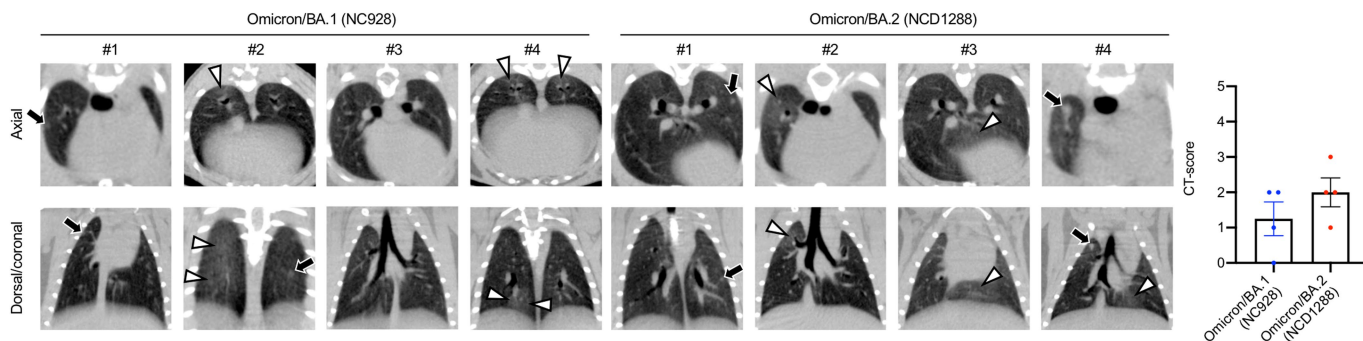 Omicron/BA.1 (NC928)
Omicron/BA.2 (NCD1288)
#1
#2
#3
#4
#1
#2
#3
#4
Axial
Dorsal/coronal
CT-score
5
4
3
2
1
0
Omicron/BA.1
(NC928)
Omicron/BA.2
(NCD1288)